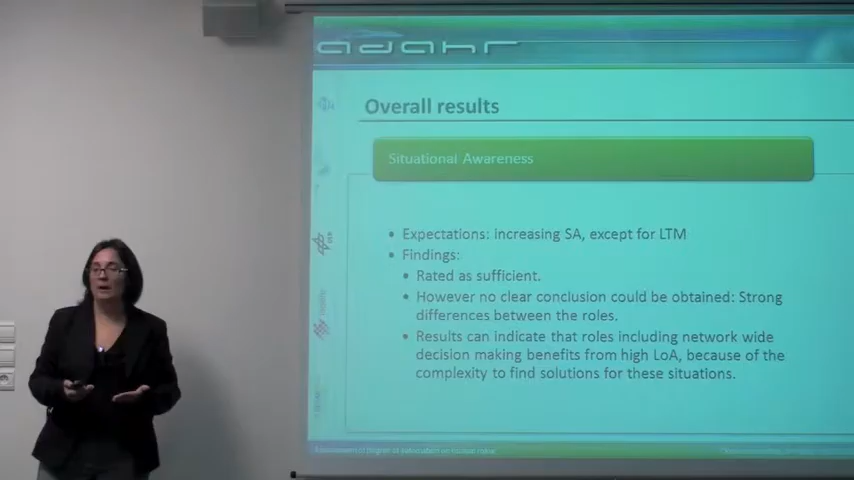 adahr
Overall results
Situational Awareness
• Expectations: increasing SA, except for LTM
• Findings:
• Rated as sufficient.
• However no clear conclusion could be obtained: Strong
differences between the roles.
• Results can indicate that roles including network wide
decision making benefits from high LoA, because of the
complexity to find solutions for these situations.
DLR